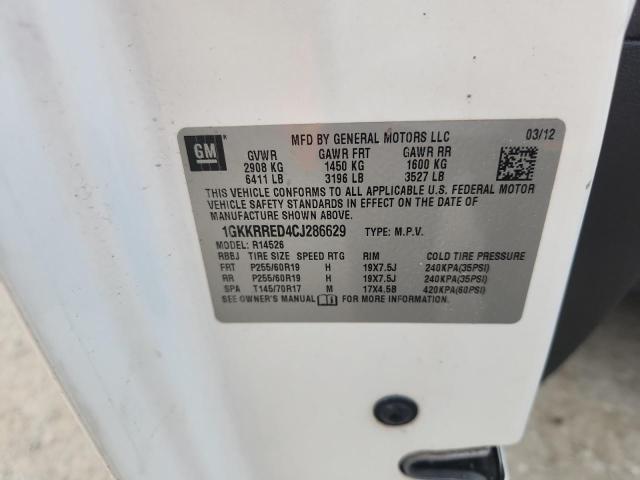 GM
MFD BY GENERAL MOTORS LLC 03/12
GVWR GAWR FRT GAWR RR
2908 KG 1450 KG 1600 KG
6411 LB 3196 LB 3527 LB
THIS VEHICLE CONFORMS TO ALL APPLICABLE U.S. FEDERAL MOTOR
VEHICLE SAFETY STANDARDS IN EFFECT ON THE DATE OF
MANUFACTURE SHOWN ABOVE.
1GKKRRED4CJ286629 TYPE: M.P.V.
MODEL: R14526
RBBJ TIRE SIZE SPEED RTG RIM COLD TIRE PRESSURE
FRT P255/60R19 H 19X7.5J 240KPA(35PSI)
RR P255/60R19 H 19X7.5J 240KPA(35PSI)
SPA T145/70R17 M 17X4.5B 420KPA(60PSI)
SEE OWNER'S MANUAL FOR MORE INFORMATION.